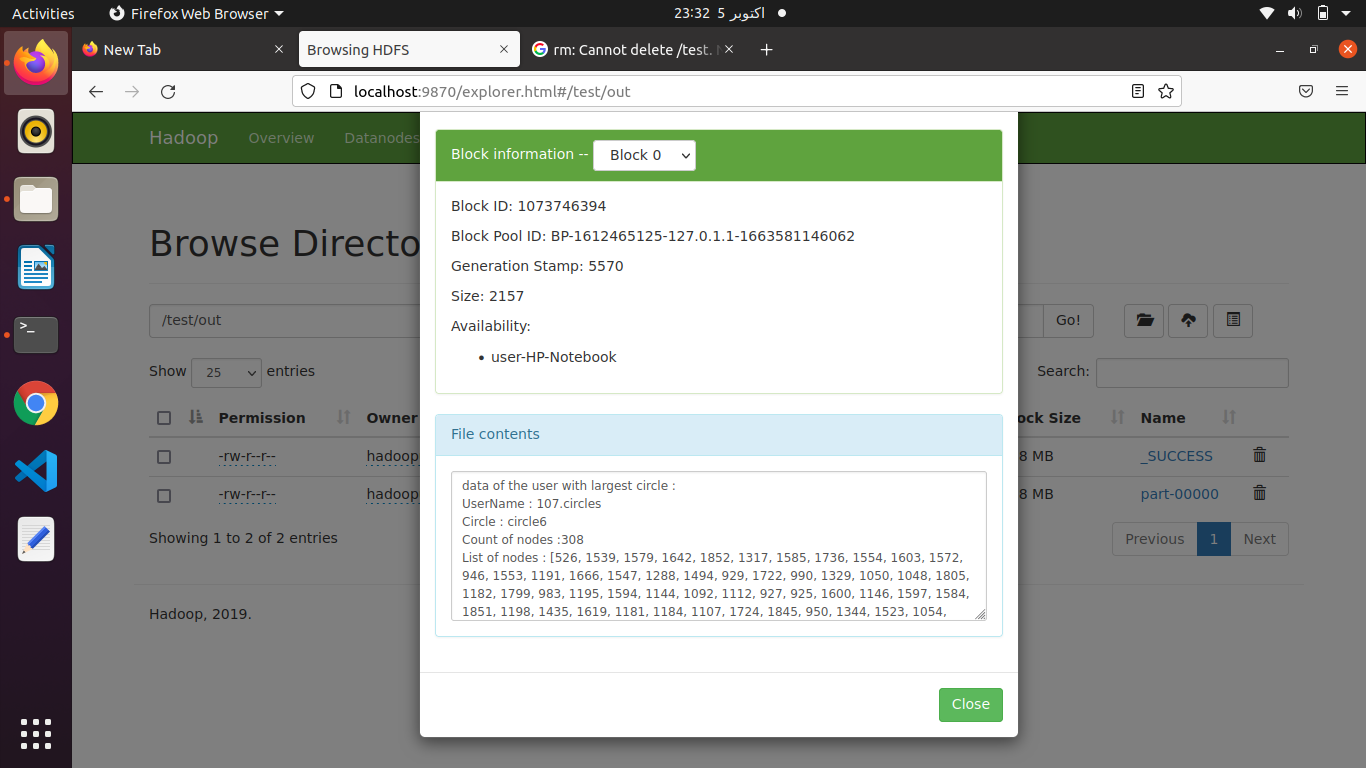 Activities
Firefox Web Browser
اکتوبر 5 23:32
New Tab
Browsing HDFS
rm: Cannot delete /test.
localhost:9870/explorer.html#/test/out
Hadoop
Overview
Datanodes
Browse Directo
/test/out
Go!
Show 25 entries
Search:
Permission
Owner
ock Size
Name
-rw-r--r--
hadoop
8 MB
_SUCCESS
-rw-r--r--
hadoop
8 MB
part-00000
Showing 1 to 2 of 2 entries
Previous 1 Next
Hadoop, 2019.
Block information -- Block 0
Block ID: 1073746394
Block Pool ID: BP-1612465125-127.0.1.1-1663581146062
Generation Stamp: 5570
Size: 2157
Availability:
user-HP-Notebook
File contents
data of the user with largest circle :
UserName : 107.circles
Circle : circle6
Count of nodes :308
List of nodes : [526, 1539, 1579, 1642, 1852, 1317, 1585, 1736, 1554, 1603, 1572,
946, 1553, 1191, 1666, 1547, 1288, 1494, 929, 1722, 990, 1329, 1050, 1048, 1805,
1182, 1799, 983, 1195, 1594, 1144, 1092, 1112, 927, 925, 1600, 1146, 1597, 1584,
1851, 1198, 1435, 1619, 1181, 1184, 1107, 1724, 1845, 950, 1344, 1523, 1054,
Close